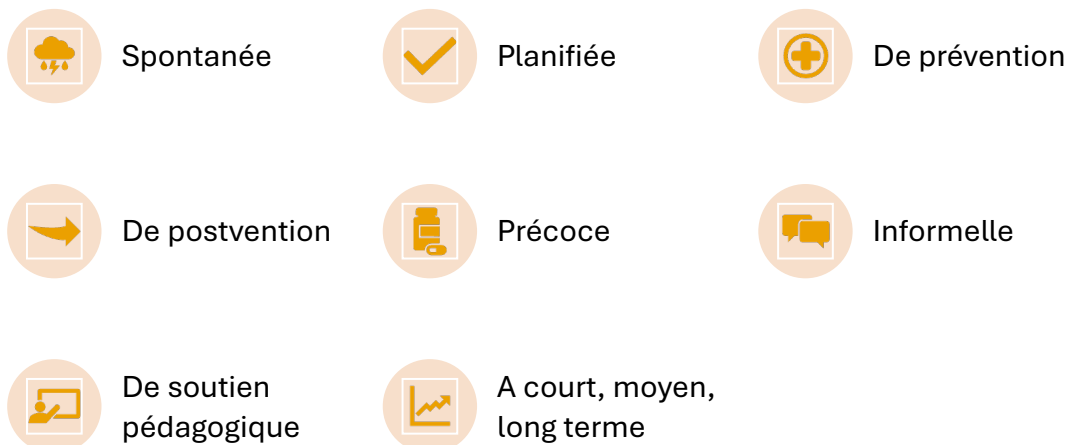 Spontanée
Planifiée
De prévention
De postvention
Précoce
Informelle
De soutien
pédagogique
A court, moyen,
long terme